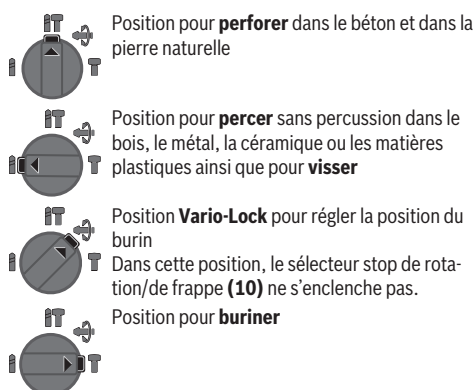 Position pour perforer dans le béton et dans la
pierre naturelle
Position pour percer sans percussion dans le
bois, le métal, la céramique ou les matières
plastiques ainsi que pour visser
Position Vario-Lock pour régler la position du
burin
Dans cette position, le sélecteur stop de rota-
tion/de frappe (10) ne s’enclenche pas.
Position pour buriner